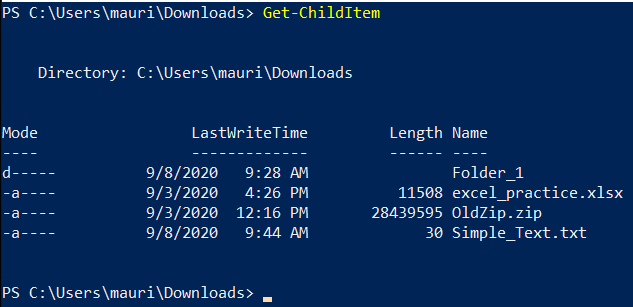 PS C:\Users\mauri\Downloads> Get-ChildItem
Directory: C:\Users\mauri\Downloads
Mode LastWriteTime Length Name
---- ------------- ------ ----
d----- 9/8/2020 9:28 AM Folder_1
-a---- 9/3/2020 4:26 PM 11508 excel_practice.xlsx
-a---- 9/3/2020 12:16 PM 28439595 OldZip.zip
-a---- 9/8/2020 9:44 AM 30 Simple_Text.txt
PS C:\Users\mauri\Downloads>